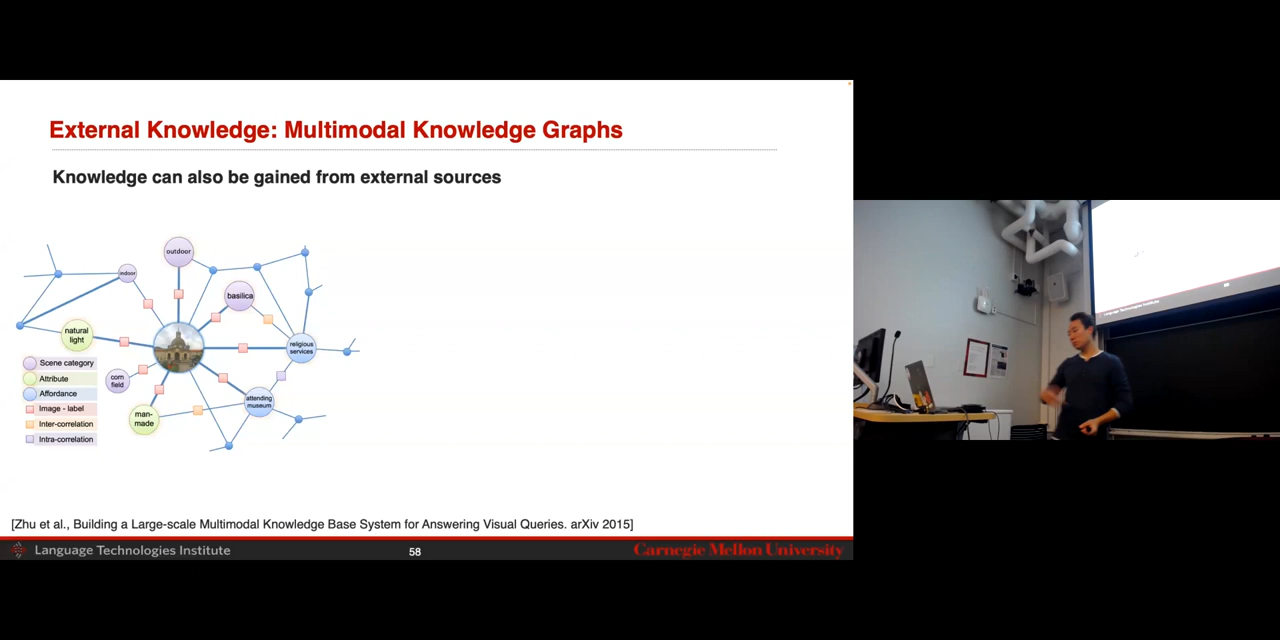 External Knowledge: Multimodal Knowledge Graphs
Knowledge can also be gained from external sources
outdoor
indoor
basilica
natural
light
religious
services
corn
field
attending
museum
man-
made
Scene category
Attribute
Affordance
Image - label
Inter-correlation
Intra-correlation
[Zhu et al., Building a Large-scale Multimodal Knowledge Base System for Answering Visual Queries. arXiv 2015]
Language Technologies Institute
58
Carnegie Mellon University
Language Technologies Institute